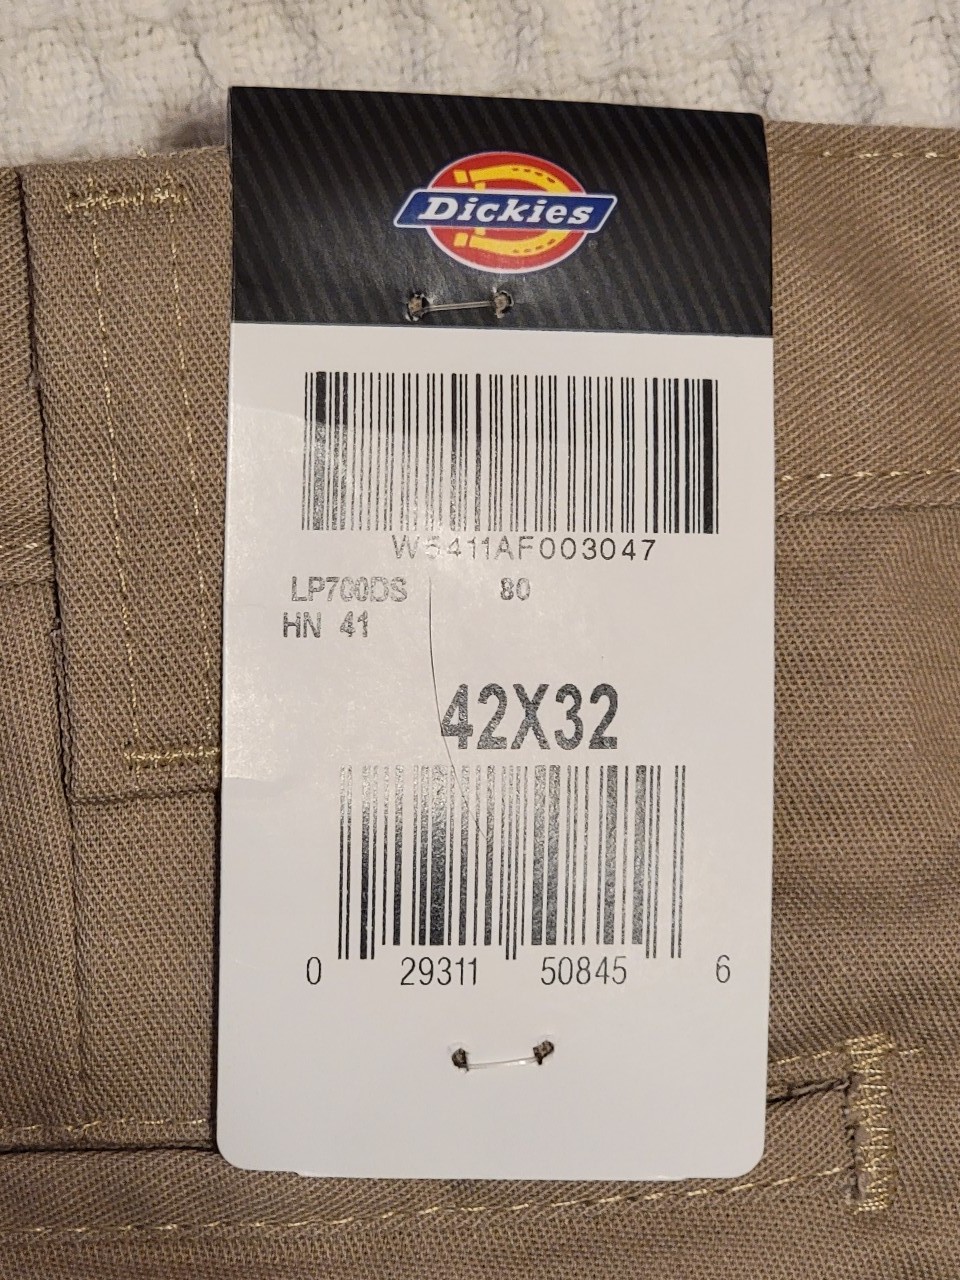 Dickies
W5411AF003047
LP700DS 80
HN 41
42X32
0 29311 50845 6